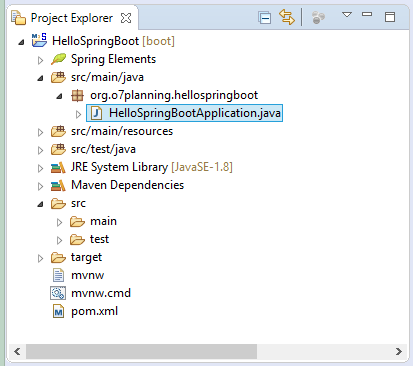 Project Explorer
HelloSpringBoot [boot]
Spring Elements
src/main/java
org.o7planning.hellospringboot
HelloSpringBootApplication.java
src/main/resources
src/test/java
JRE System Library [JavaSE-1.8]
Maven Dependencies
src
main
test
target
mvnw
mvnw.cmd
pom.xml